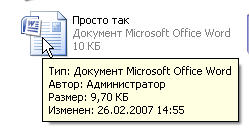 Просто так
Документ Microsoft Office Word
10 КБ
Тип: Документ Microsoft Office Word
Автор: Администратор
Размер: 9,70 КБ
Изменен: 26.02.2007 14:55